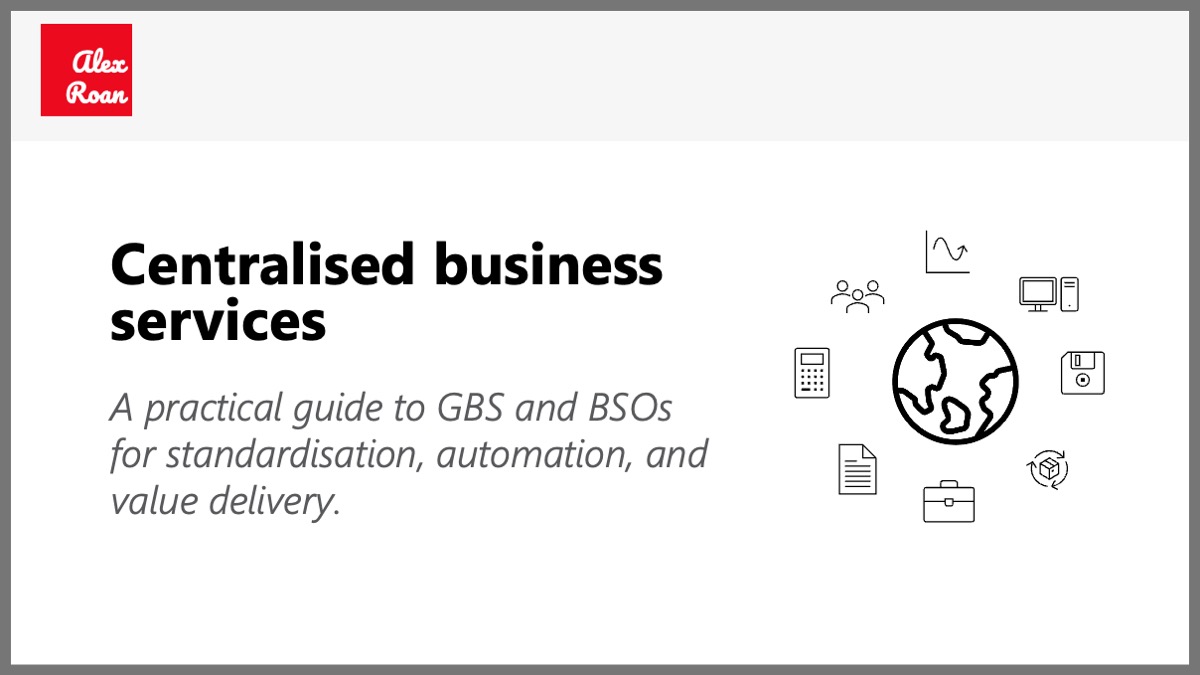 Alex
Roan
Centralised business
services
A practical guide to GBS and BSOs
for standardisation, automation, and
value delivery.